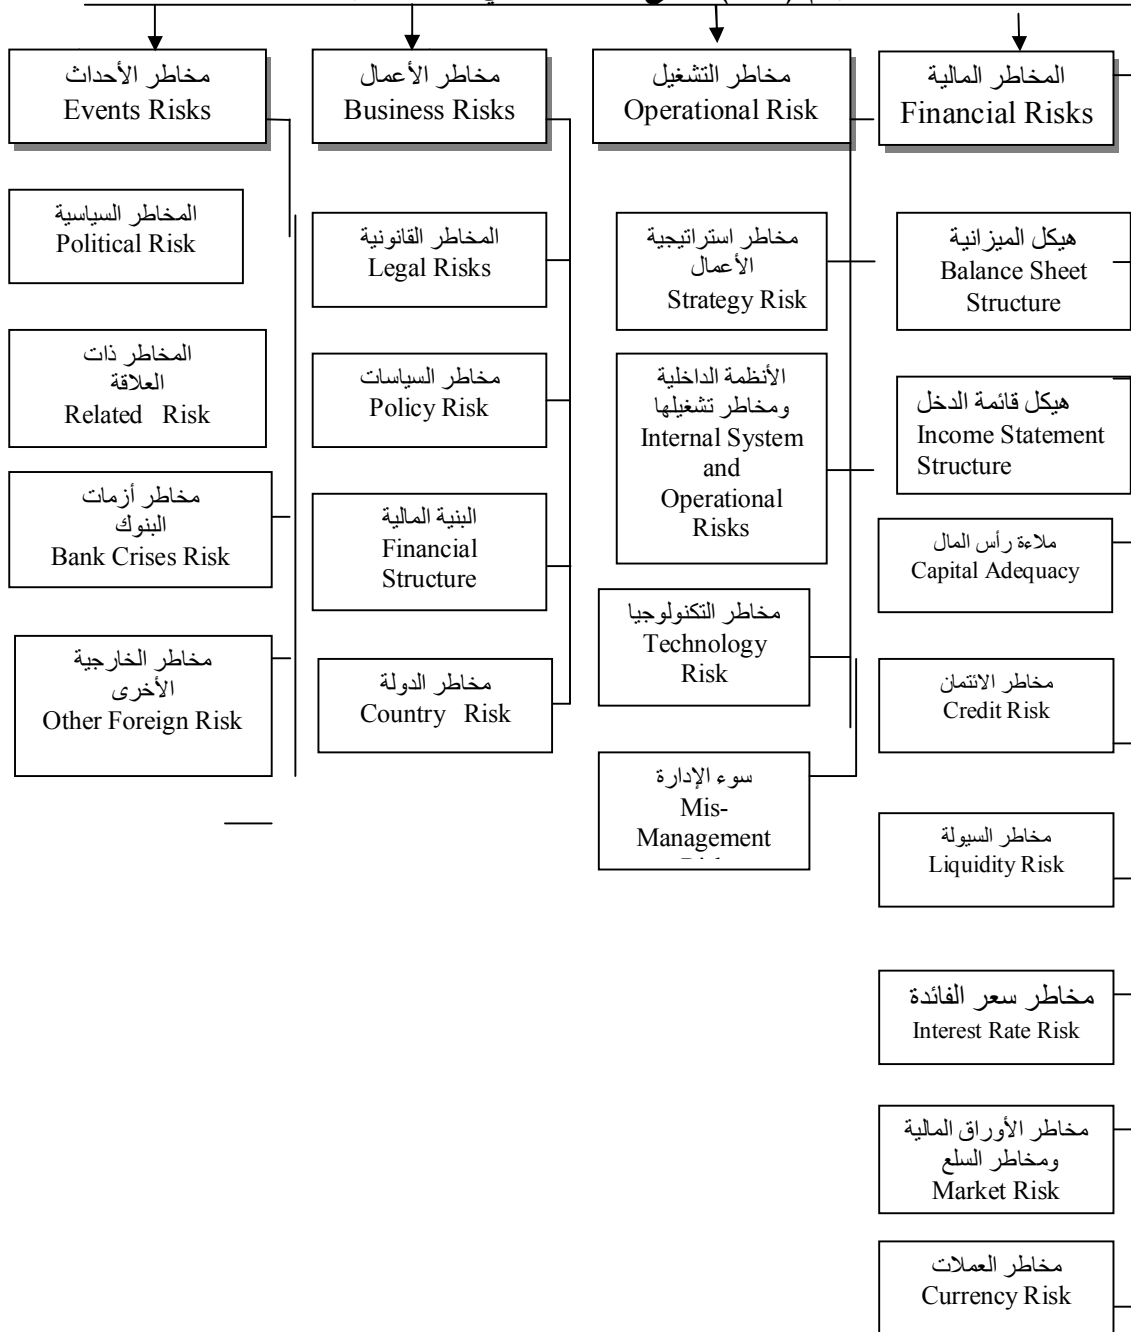 مخاطر الأحداث
Events Risks
مخاطر الأعمال
Business Risks
مخاطر التشغيل
Operational Risk
المخاطر المالية
Financial Risks
المخاطر السياسية
Political Risk
المخاطر ذات
العلاقة
Related Risk
مخاطر أزمات
البنوك
Bank Crises Risk
مخاطر الخارجية
الأخرى
Other Foreign Risk
المخاطر القانونية
Legal Risks
مخاطر السياسات
Policy Risk
البنية المالية
Financial
Structure
مخاطر الدولة
Country Risk
مخاطر استراتيجية
الأعمال
Strategy Risk
الأنظمة الداخلية
ومخاطر تشغيلها
Internal System
and
Operational
Risks
مخاطر التكنولوجيا
Technology
Risk
سوء الإدارة
Mis-
Management
هيكل الميزانية
Balance Sheet
Structure
هيكل قائمة الدخل
Income Statement
Structure
ملاءة رأس المال
Capital Adequacy
مخاطر الائتمان
Credit Risk
مخاطر السيولة
Liquidity Risk
مخاطر سعر الفائدة
Interest Rate Risk
مخاطر الأوراق المالية
ومخاطر السلع
Market Risk
مخاطر العملات
Currency Risk